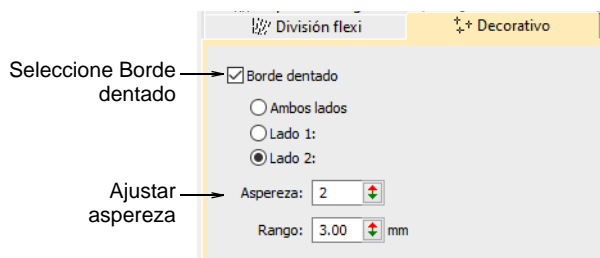 División flexi
Decorativo
Seleccione Borde
dentado
Borde dentado
Ambos lados
Lado 1:
Lado 2:
Ajustar
aspereza
Aspereza: 2
Rango: 3.00 mm